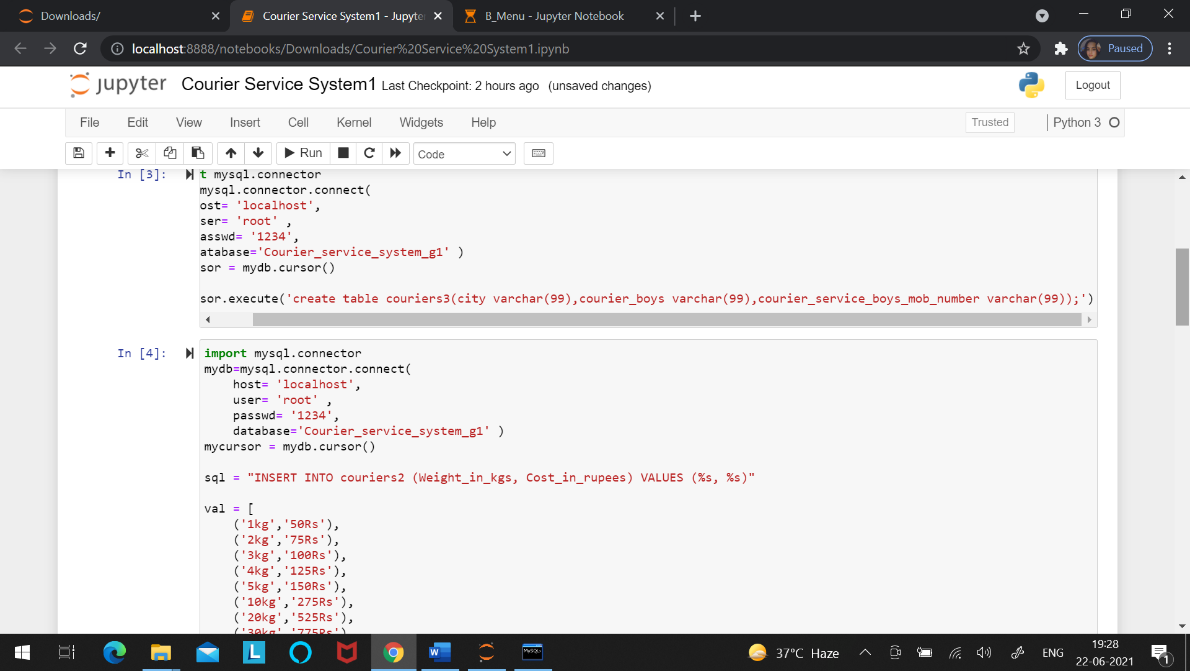 Downloads/
Courier Service System1 - Jupyte
B_Menu - Jupyter Notebook
localhost:8888/notebooks/Downloads/Courier%20Service%20System1.ipynb
Paused
jupyter Courier Service System1 Last Checkpoint: 2 hours ago (unsaved changes)
Logout
File Edit View Insert Cell Kernel Widgets Help
Trusted
Python 3
Run
Code
In [3]:
t mysql.connector
mysql.connector.connect(
ost= 'localhost',
ser= 'root' ,
asswd= '1234',
atabase='Courier_service_system_g1' )
sor = mydb.cursor()
sor.execute('create table couriers3(city varchar(99),courier_boys varchar(99),courier_service_boys_mob_number varchar(99));')
In [4]:
import mysql.connector
mydb=mysql.connector.connect(
host= 'localhost',
user= 'root' ,
passwd= '1234',
database='Courier_service_system_g1' )
mycursor = mydb.cursor()
sql = "INSERT INTO couriers2 (Weight_in_kgs, Cost_in_rupees) VALUES (%s, %s)"
val = [
('1kg','50Rs'),
('2kg','75Rs'),
('3kg','100Rs'),
('4kg','125Rs'),
('5kg','150Rs'),
('10kg','275Rs'),
('20kg','525Rs'),
('30kg','775Rs')
L
W
MySQL
37°C Haze
ENG
19:28
22-06-2021
1